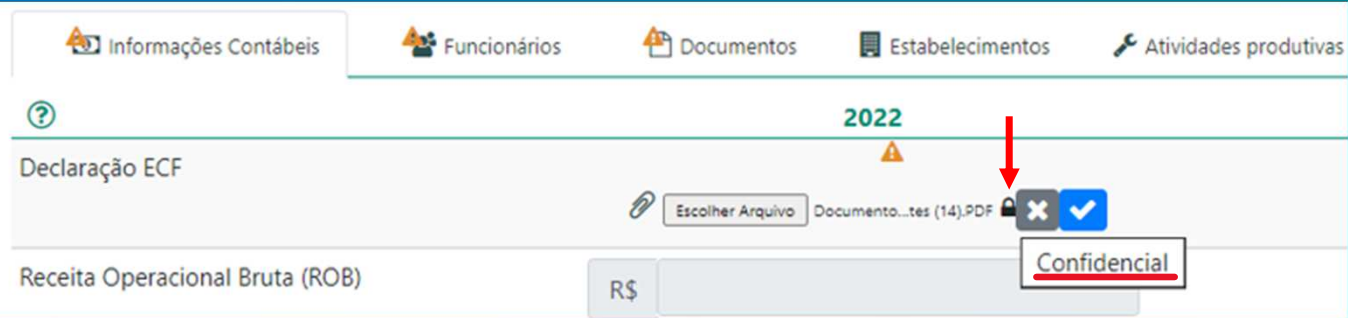 Informações Contábeis Funcionários Documentos Estabelecimentos Atividades produtivas
2022
Declaração ECF
Escolher Arquivo Documento...tes (14).PDF
Confidencial
Receita Operacional Bruta (ROB) R$